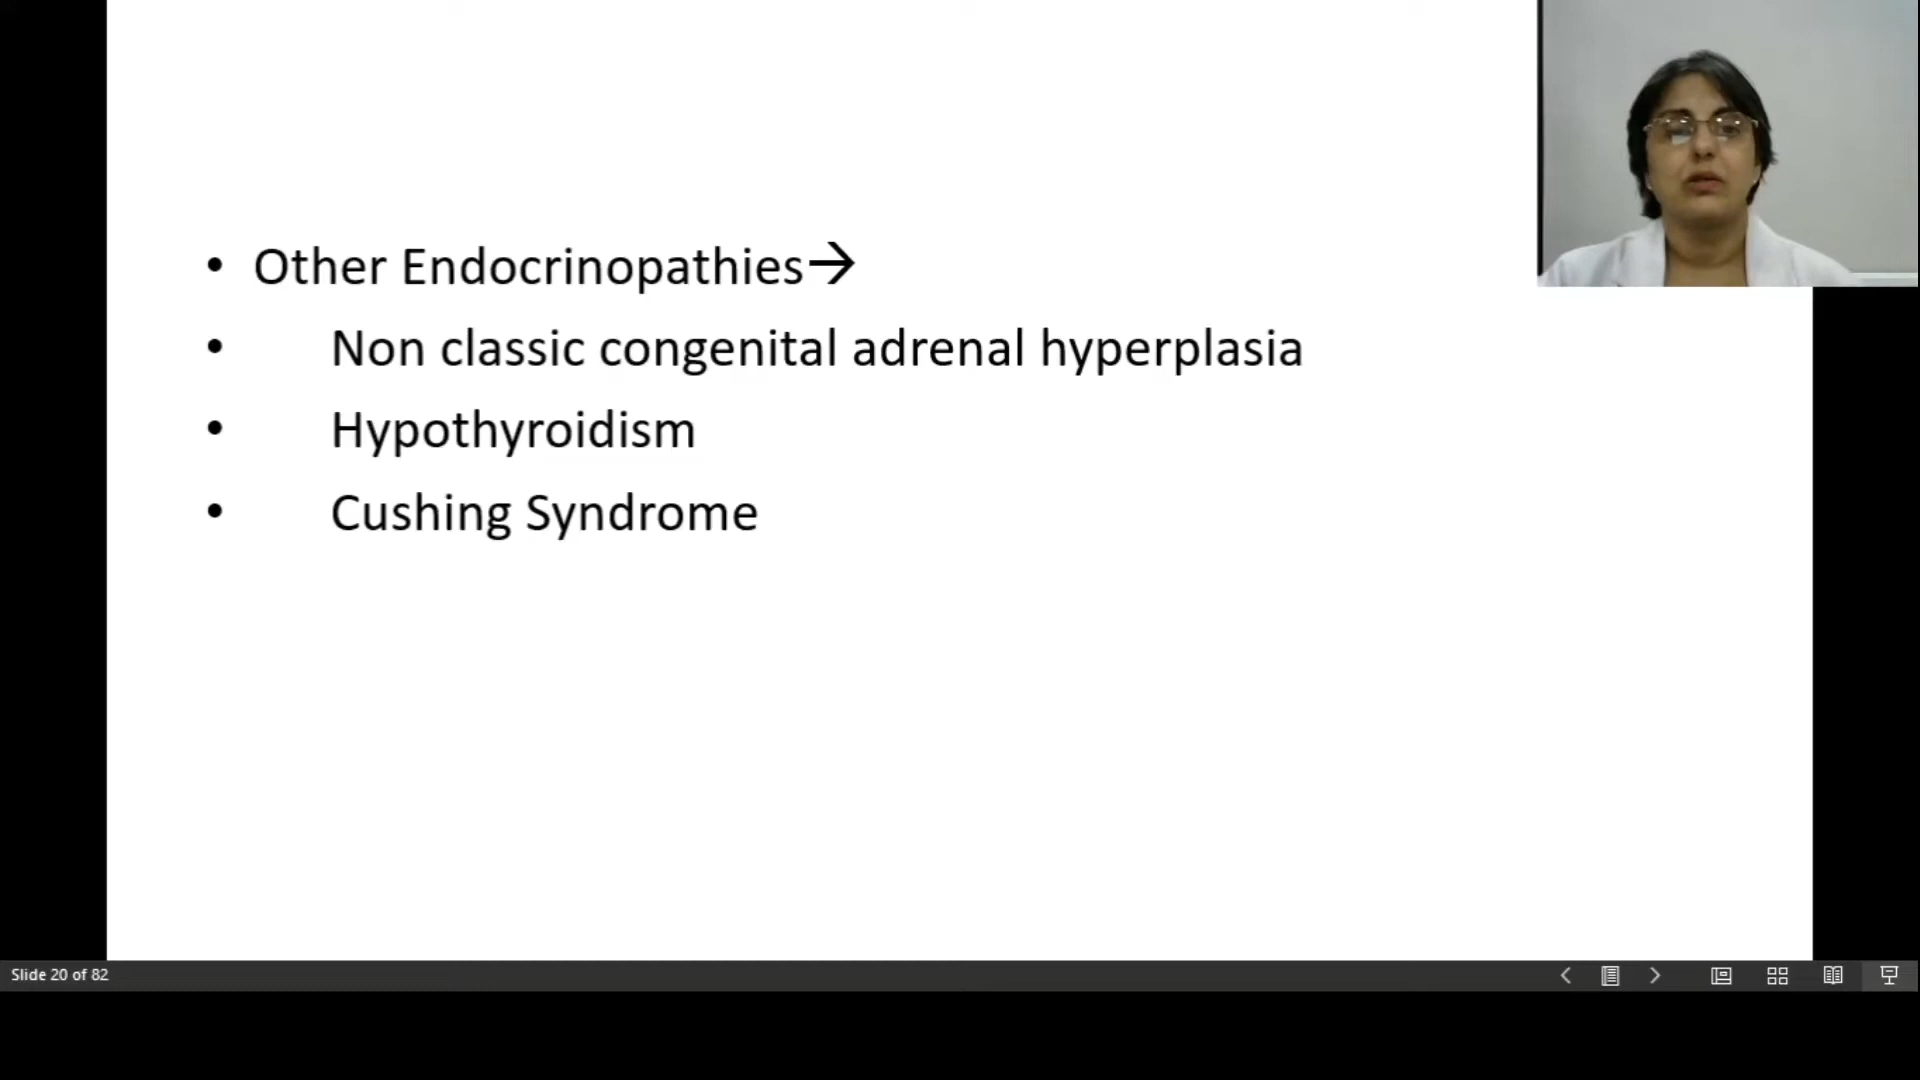 • Other Endocrinopathies→
• Non classic congenital adrenal hyperplasia
• Hypothyroidism
• Cushing Syndrome
Slide 20 of 82